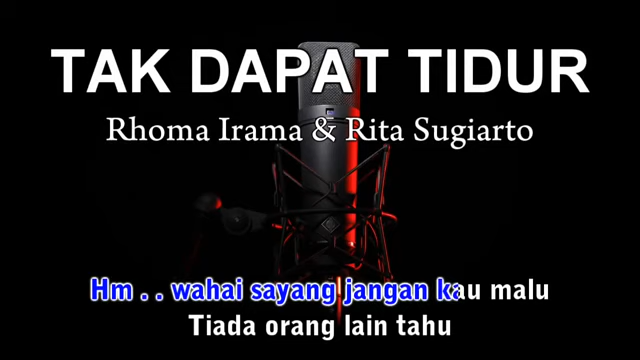 TAK DAPAT TIDUR
Rhoma Irama & Rita Sugiarto
Hm . . wahai sayang jangan kau malu
Tiada orang lain tahu